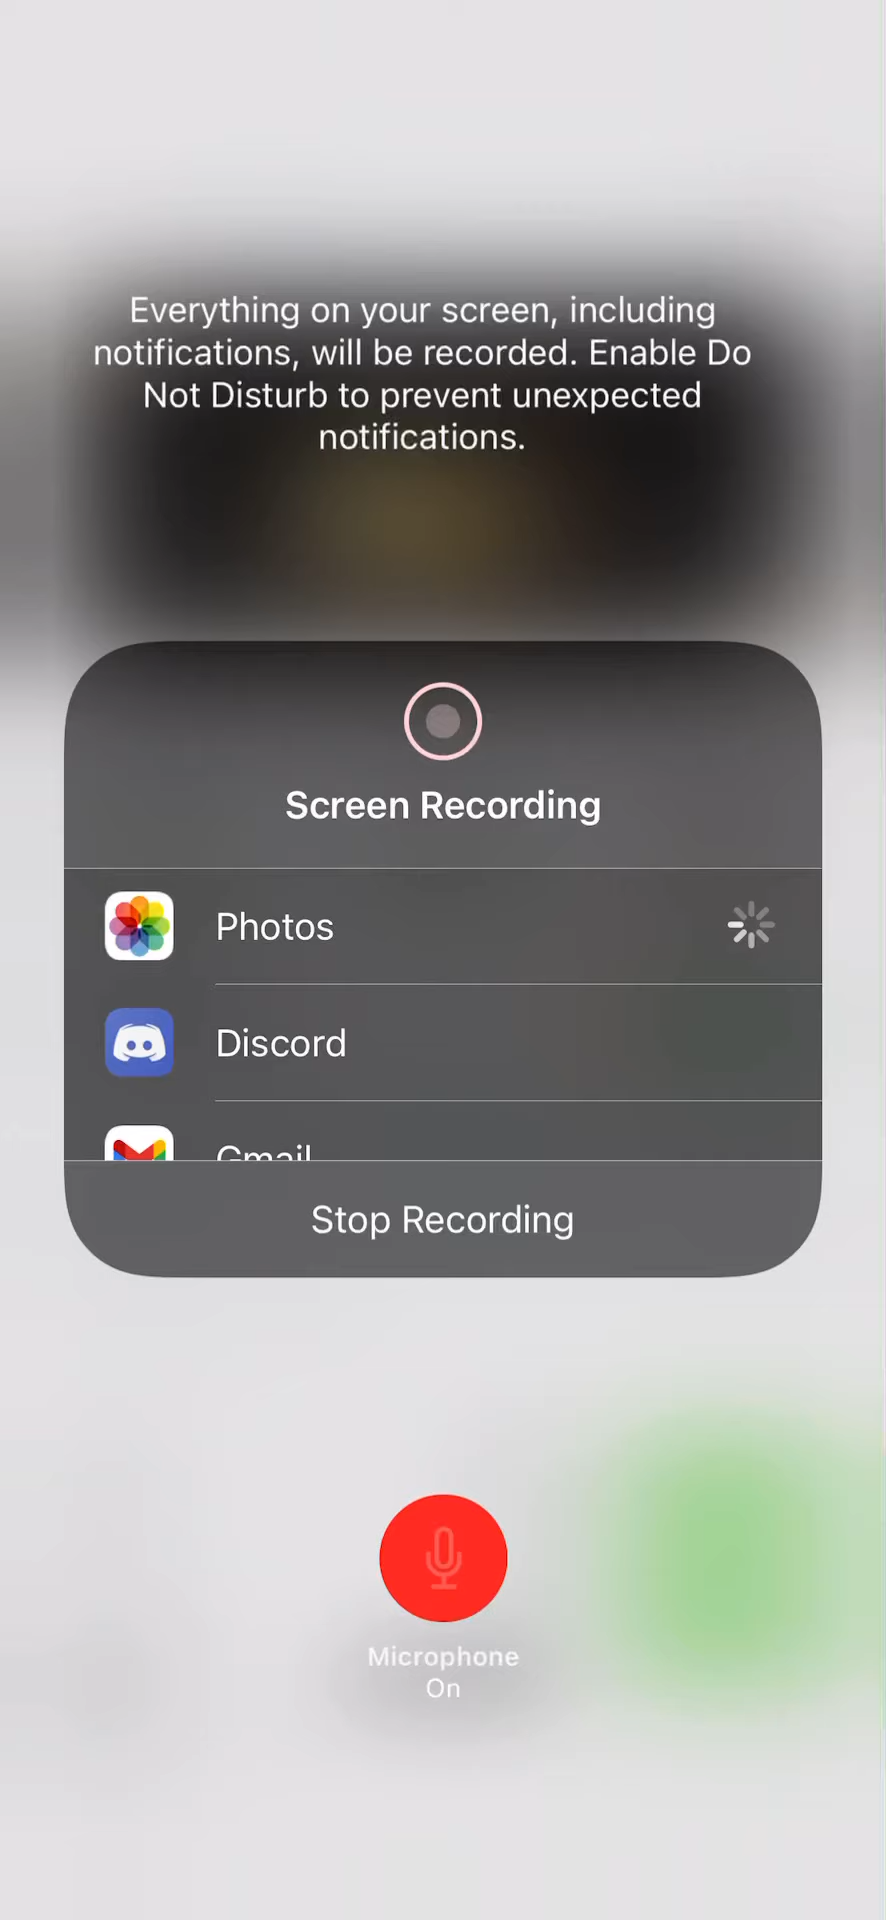 Everything on your screen, including
notifications, will be recorded. Enable Do
Not Disturb to prevent unexpected
notifications.
Screen Recording
Photos
Discord
Gmail
Stop Recording
Microphone
On